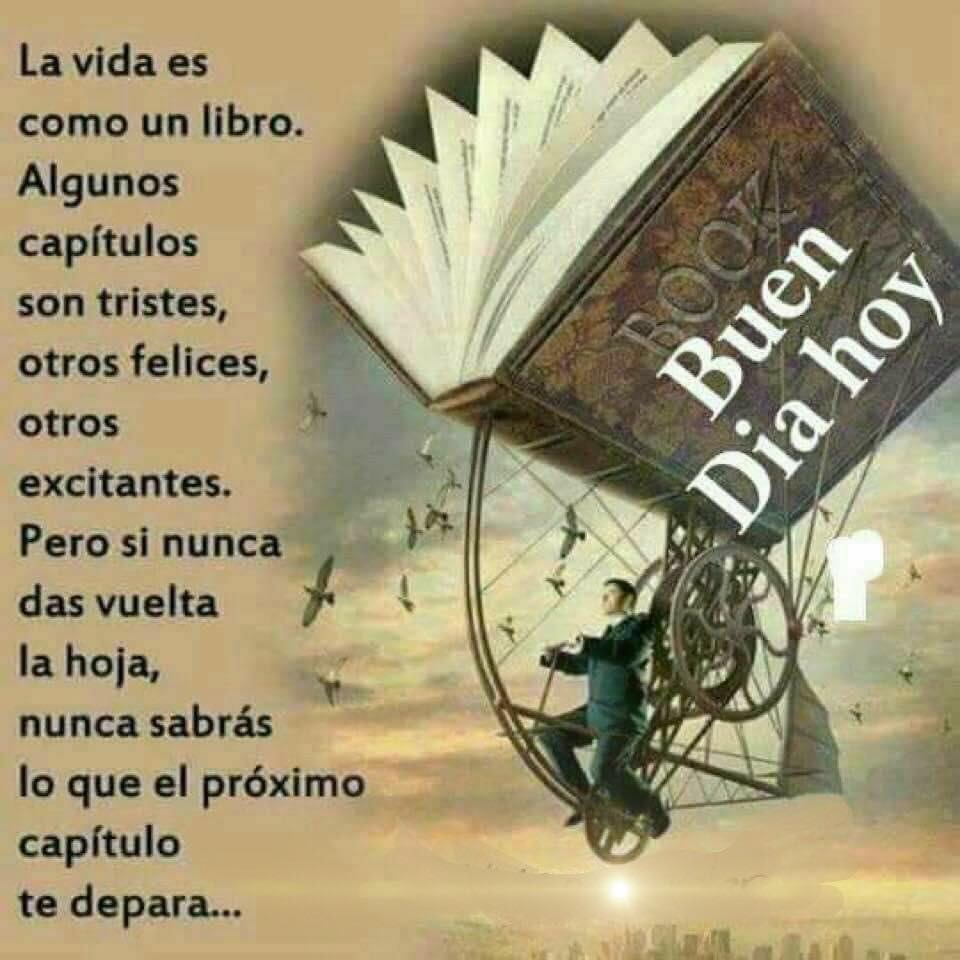 La vida es
como un libro.
Algunos
capítulos
son tristes,
otros felices,
otros
excitantes.
Pero si nunca
das vuelta
la hoja,
nunca sabrás
lo que el próximo
capítulo
te depara...
BOOK
Buen
Dia hoy